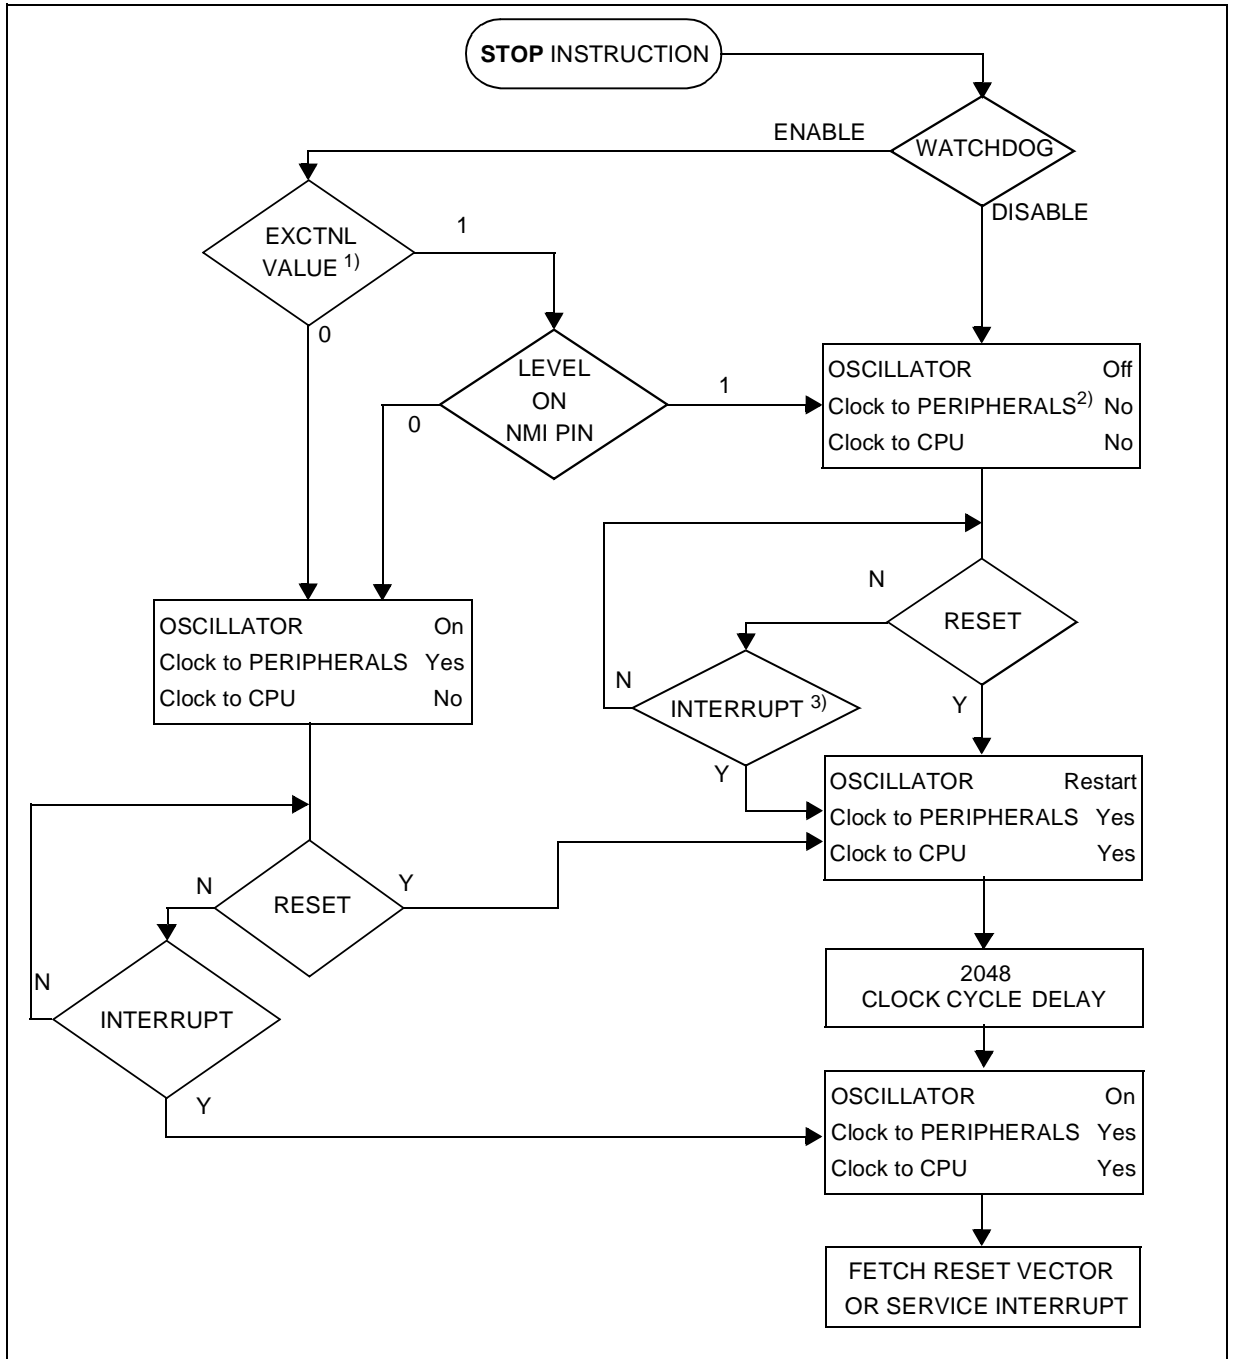 STOP INSTRUCTION
ENABLE
WATCHDOG
DISABLE
EXCTNL
VALUE 1)
1
0
LEVEL
ON
NMI PIN
1
0
OSCILLATOR Off
Clock to PERIPHERALS2) No
Clock to CPU No
N
RESET
Y
OSCILLATOR On
Clock to PERIPHERALS Yes
Clock to CPU No
N
INTERRUPT 3)
Y
OSCILLATOR Restart
Clock to PERIPHERALS Yes
Clock to CPU Yes
N
RESET
Y
N
INTERRUPT
Y
2048
CLOCK CYCLE DELAY
OSCILLATOR On
Clock to PERIPHERALS Yes
Clock to CPU Yes
FETCH RESET VECTOR
OR SERVICE INTERRUPT